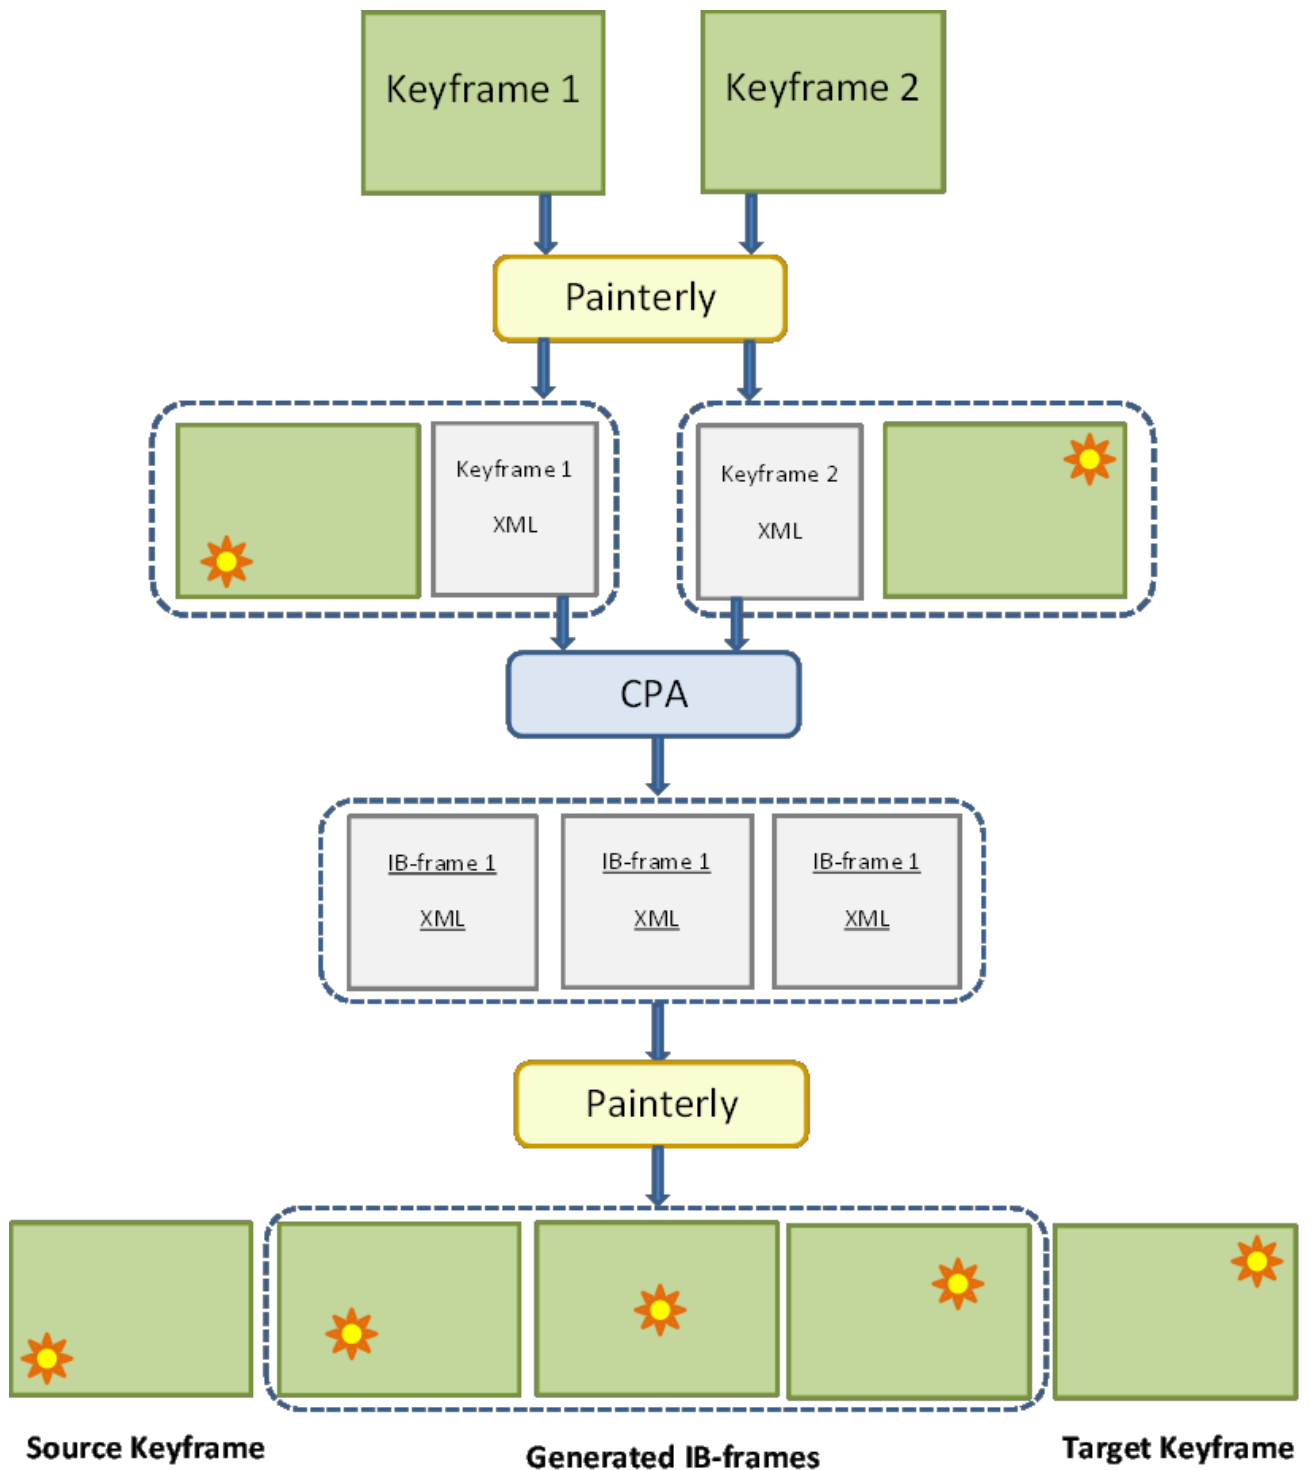 Keyframe 1
Keyframe 2
Painterly
Keyframe 1
XML
Keyframe 2
XML
CPA
IB-frame 1
XML
IB-frame 1
XML
IB-frame 1
XML
Painterly
Source Keyframe
Generated IB-frames
Target Keyframe